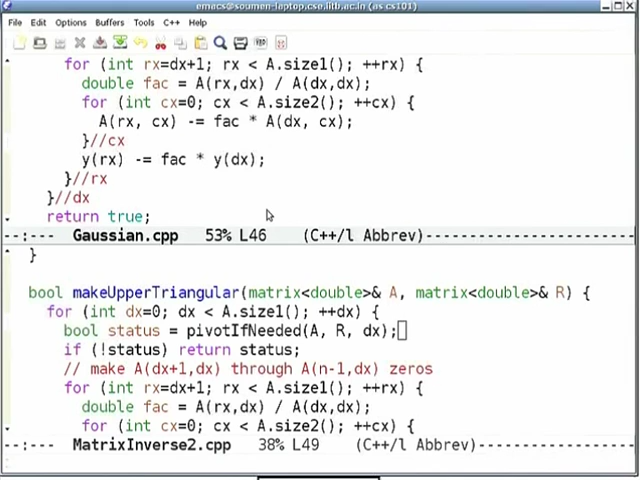 emacs@soumen-laptop.cse.iitb.ac.in (as cs101)
File Edit Options Buffers Tools C++ Help
for (int rx=dx+1; rx < A.size1(); ++rx) {
double fac = A(rx,dx) / A(dx,dx);
for (int cx=0; cx < A.size2(); ++cx) {
A(rx, cx) -= fac * A(dx, cx);
}//cx
y(rx) -= fac * y(dx);
}//rx
}//dx
return true;
--:--- Gaussian.cpp 53% L46 (C++/l Abbrev)------------------------
}
bool makeUpperTriangular(matrix<double>& A, matrix<double>& R) {
for (int dx=0; dx < A.size1(); ++dx) {
bool status = pivotIfNeeded(A, R, dx);
if (!status) return status;
// make A(dx+1,dx) through A(n-1,dx) zeros
for (int rx=dx+1; rx < A.size1(); ++rx) {
double fac = A(rx,dx) / A(dx,dx);
for (int cx=0; cx < A.size2(); ++cx) {
--:--- MatrixInverse2.cpp 38% L49 (C++/l Abbrev)------------------